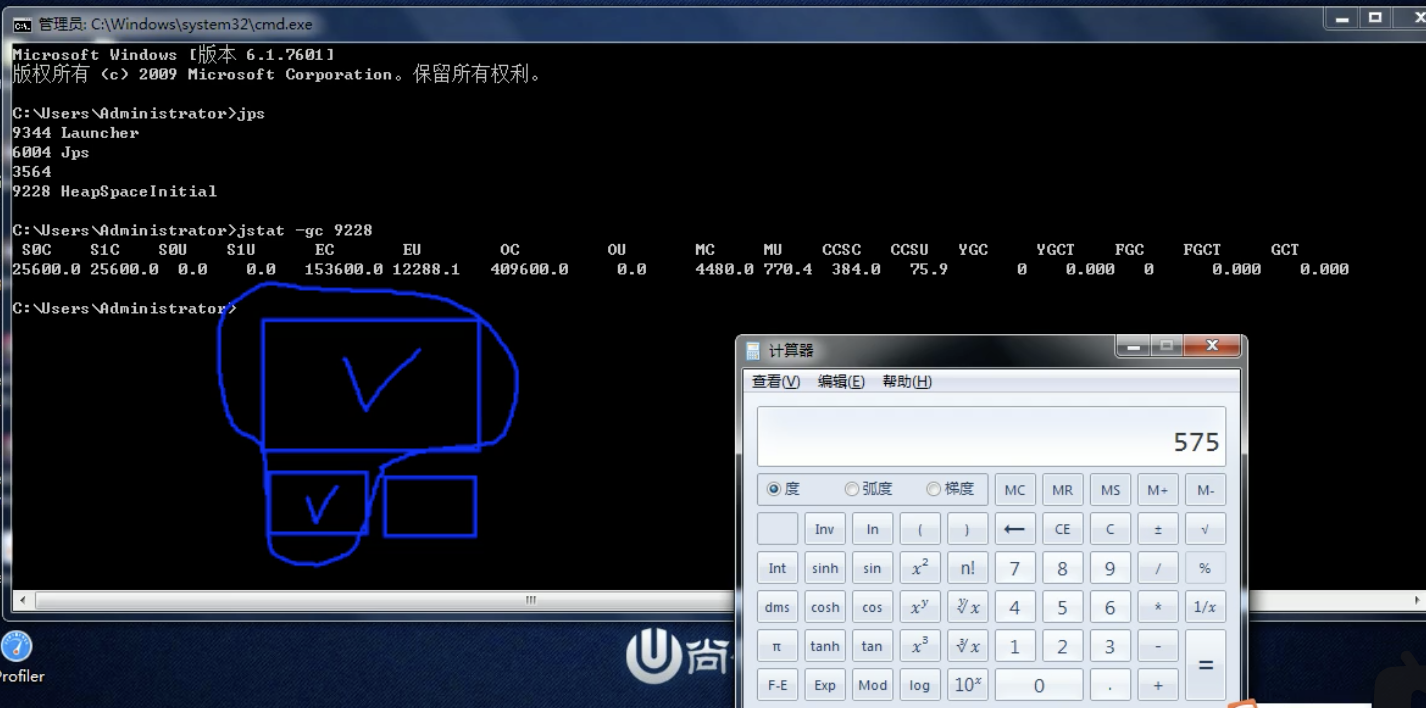 管理员: C:\Windows\system32\cmd.exe
Microsoft Windows [版本 6.1.7601]
版权所有 (c) 2009 Microsoft Corporation。保留所有权利。
C:\Users\Administrator>jps
9344 Launcher
6004 Jps
3564
9228 HeapSpaceInitial
C:\Users\Administrator>jstat -gc 9228
S0C S1C S0U S1U EC EU OC OU MC MU CCSC CCSU YGC YGCT FGC FGCT GCT
25600.0 25600.0 0.0 0.0 153600.0 12288.1 409600.0 0.0 4480.0 770.4 384.0 75.9 0 0.000 0 0.000 0.000
C:\Users\Administrator>
计算器
查看(V) 编辑(E) 帮助(H)
575
度 弧度 梯度 MC MR MS M+ M-
Inv ln ( ) ← CE C ± √
Int sinh sin x² n! 7 8 9 / %
dms cosh cos xʸ ʸ√x 4 5 6 * 1/x
π tanh tan x³ ³√x 1 2 3 - =
F-E Exp Mod log 10ˣ 0 . +
尚
rofiler